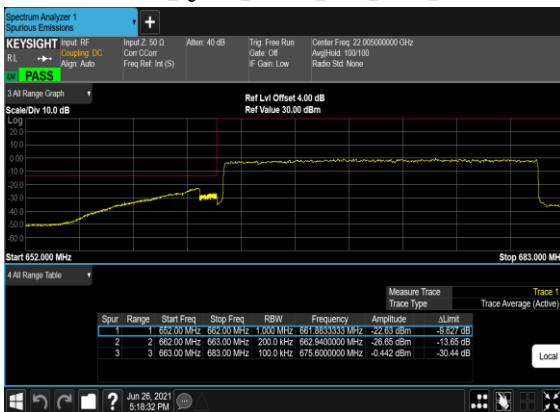 Spectrum Analyzer 1
Spurious Emissions
KEYSIGHT
Input: RF
Input Z: 50 Ω
Atten: 40 dB
Trig: Free Run
Center Freq: 22.005000000 GHz
RL
Coupling: DC
Corr CCorr
Gate: Off
Avg|Hold: 100/100
Align: Auto
Freq Ref: Int (S)
IF Gain: Low
Radio Std: None
PASS
3 All Range Graph
Ref Lvl Offset 4.00 dB
Scale/Div 10.0 dB
Ref Value 30.00 dBm
Log
20.0
10.0
0.00
-10.0
-20.0
-30.0
-40.0
-50.0
-60.0
Start 652.000 MHz
Stop 683.000 MH
4 All Range Table
Measure Trace Trace 1
Trace Type Trace Average (Active)
Spur Range Start Freq Stop Freq RBW Frequency Amplitude ΔLimit
1 1 652.00 MHz 662.00 MHz 1.000 MHz 661.8833333 MHz -22.63 dBm -9.627 dB
2 2 662.00 MHz 663.00 MHz 200.0 kHz 662.9400000 MHz -26.65 dBm -13.65 dB
3 3 663.00 MHz 683.00 MHz 100.0 kHz 675.6000000 MHz -0.442 dBm -30.44 dB
Local
Jun 26, 2021
5:18:32 PM